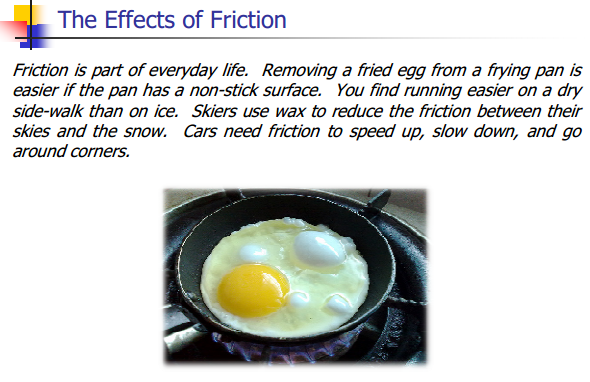 The Effects of Friction
Friction is part of everyday life. Removing a fried egg from a frying pan is
easier if the pan has a non-stick surface. You find running easier on a dry
side-walk than on ice. Skiers use wax to reduce the friction between their
skies and the snow. Cars need friction to speed up, slow down, and go
around corners.